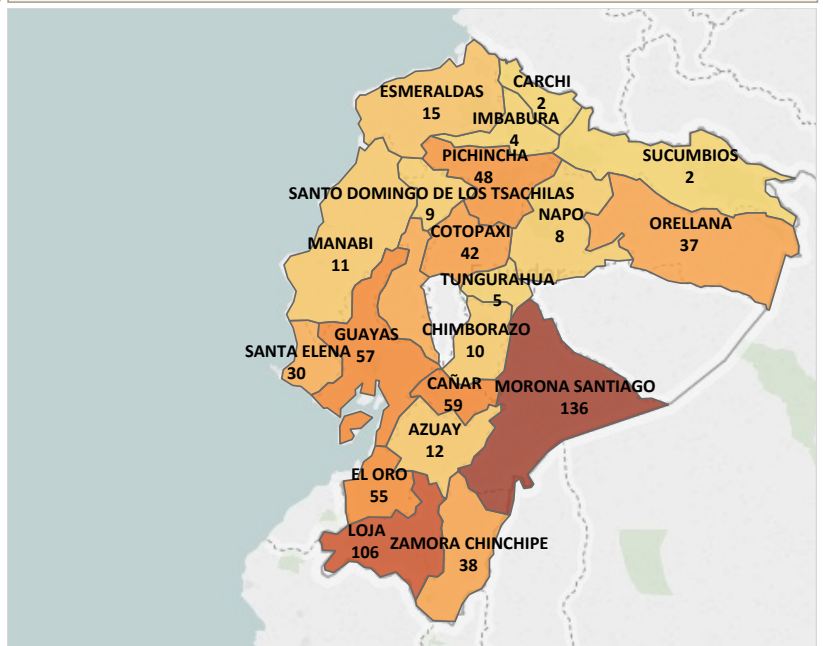 CARCHI
2
ESMERALDAS
15
IMBABURA
4
PICHINCHA
48
SUCUMBIOS
2
SANTO DOMINGO DE LOS TSACHILAS
9
NAPO
8
COTOPAXI
42
ORELLANA
37
MANABI
11
TUNGURAHUA
5
GUAYAS
57
CHIMBORAZO
10
SANTA ELENA
30
CAÑAR
59
MORONA SANTIAGO
136
AZUAY
12
EL ORO
55
LOJA
106
ZAMORA CHINCHIPE
38